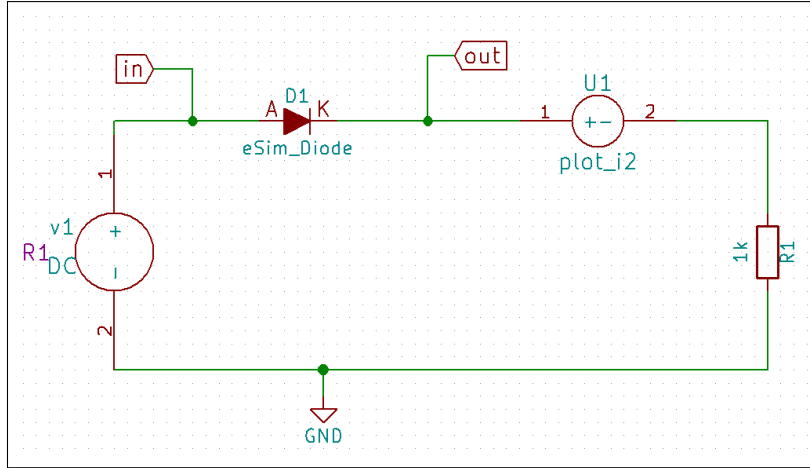 in
out
D1
A
K
eSim_Diode
U1
1
+-
2
plot_i2
1
v1
+
R1
DC
-
2
1k
R1
GND